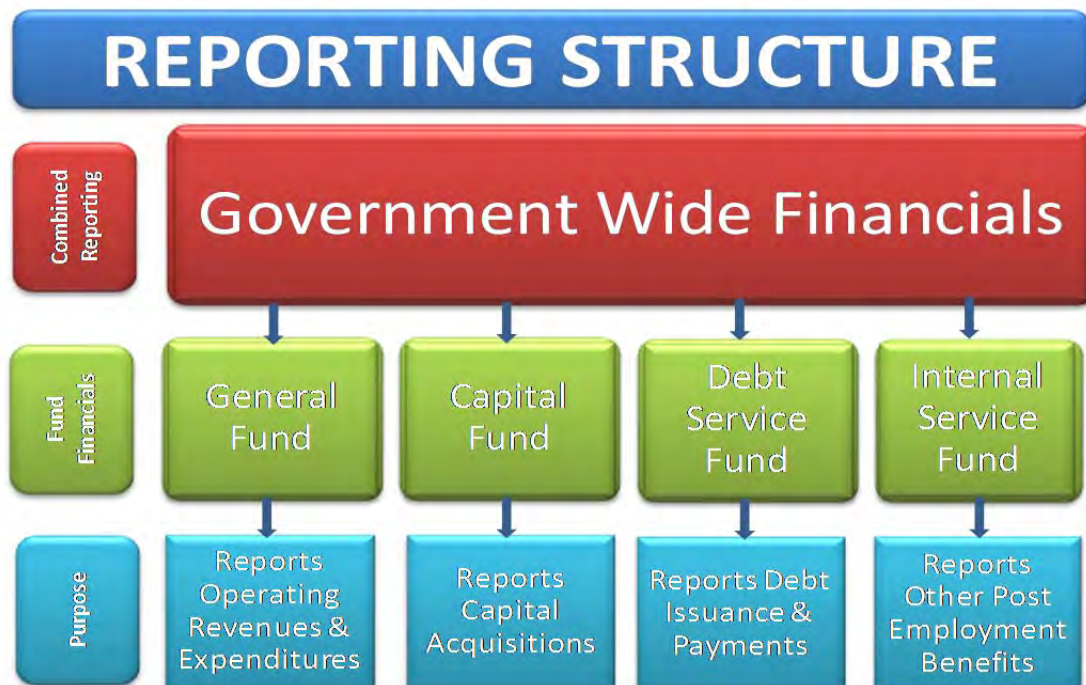 REPORTING STRUCTURE
Combined
Reporting
Government Wide Financials
Fund
Financials
General
Fund
Capital
Fund
Debt
Service
Fund
Internal
Service
Fund
Purpose
Reports
Operating
Revenues &
Expenditures
Reports
Capital
Acquisitions
Reports Debt
Issuance &
Payments
Reports
Other Post
Employment
Benefits